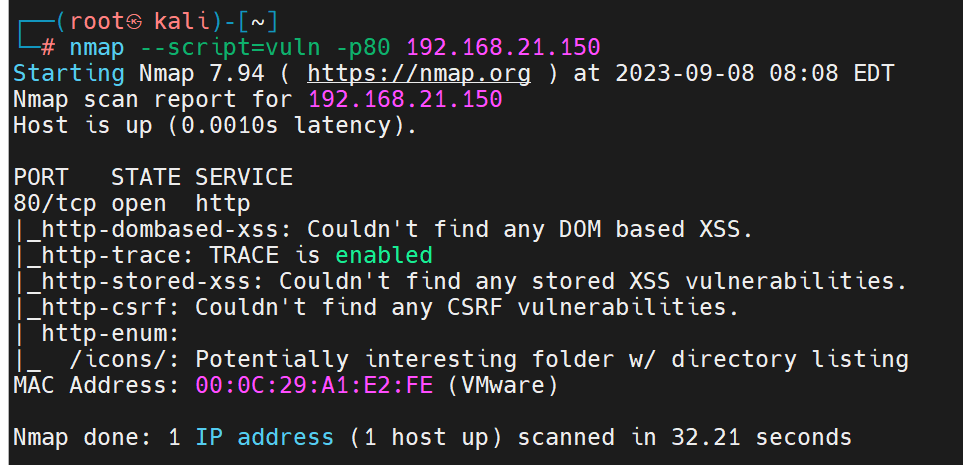 ┌──(root㉿ kali)-[~]
└─# nmap --script=vuln -p80 192.168.21.150
Starting Nmap 7.94 ( https://nmap.org ) at 2023-09-08 08:08 EDT
Nmap scan report for 192.168.21.150
Host is up (0.0010s latency).

PORT   STATE SERVICE
80/tcp open  http
|_http-dombased-xss: Couldn't find any DOM based XSS.
|_http-trace: TRACE is enabled
|_http-stored-xss: Couldn't find any stored XSS vulnerabilities.
|_http-csrf: Couldn't find any CSRF vulnerabilities.
| http-enum:
|_  /icons/: Potentially interesting folder w/ directory listing
MAC Address: 00:0C:29:A1:E2:FE (VMware)

Nmap done: 1 IP address (1 host up) scanned in 32.21 seconds